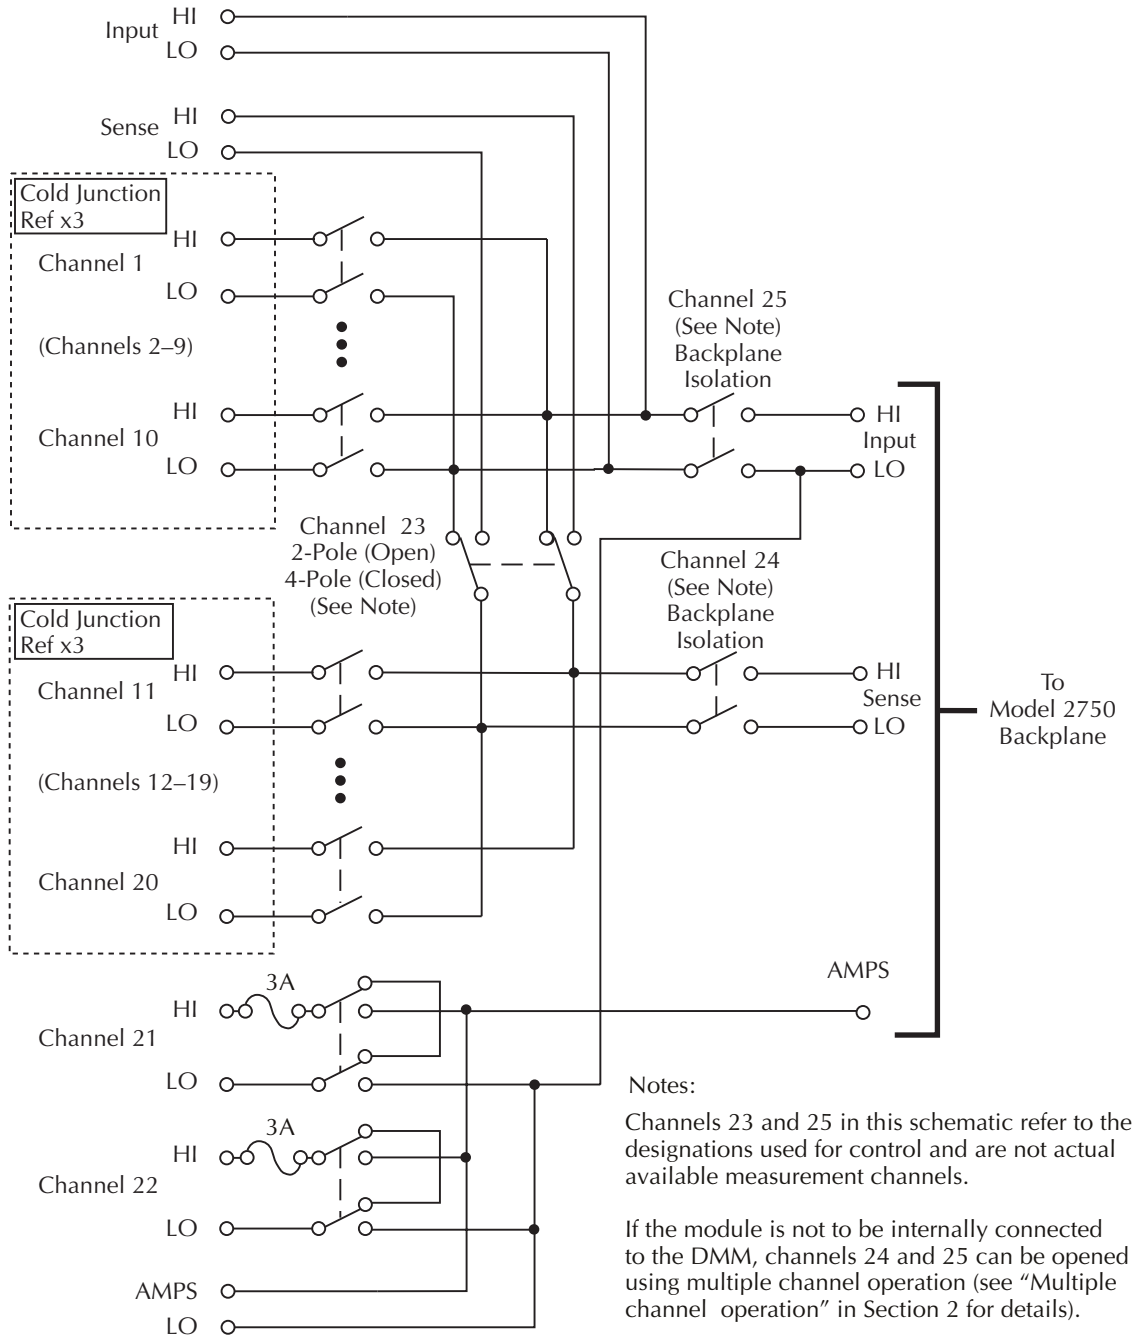 Input
HI
LO
Sense
HI
LO
Cold Junction
Ref x3
Channel 1
HI
LO
(Channels 2–9)
Channel 10
HI
LO
Channel 25
(See Note)
Backplane
Isolation
HI
Input
LO
Channel  23
2-Pole (Open)
4-Pole (Closed)
(See Note)
Channel 24
(See Note)
Backplane
Isolation
Cold Junction
Ref x3
Channel 11
HI
LO
(Channels 12–19)
Channel 20
HI
LO
HI
Sense
LO
To
Model 2750
Backplane
AMPS
3A
HI
Channel 21
LO
3A
HI
Channel 22
LO
AMPS
LO
Notes:
Channels 23 and 25 in this schematic refer to the
designations used for control and are not actual
available measurement channels.
If the module is not to be internally connected
to the DMM, channels 24 and 25 can be opened
using multiple channel operation (see “Multiple
channel  operation” in Section 2 for details).